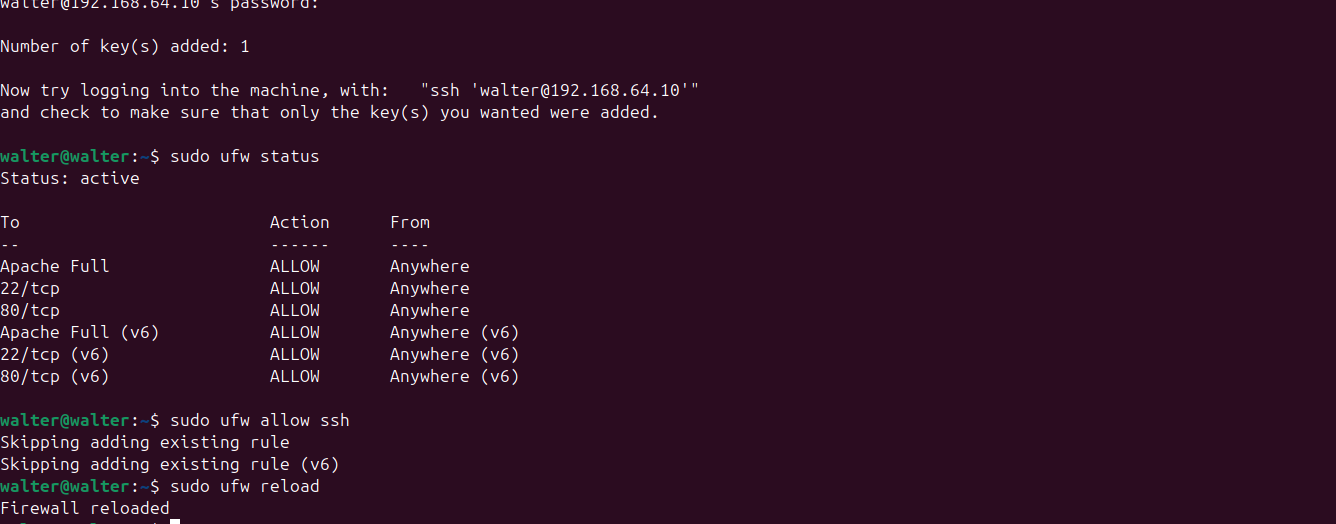 walter@192.168.64.10's password:
Number of key(s) added: 1
Now try logging into the machine, with:   "ssh 'walter@192.168.64.10'"
and check to make sure that only the key(s) you wanted were added.
walter@walter:~$ sudo ufw status
Status: active
To                         Action      From
--                         ------      ----
Apache Full                ALLOW       Anywhere
22/tcp                     ALLOW       Anywhere
80/tcp                     ALLOW       Anywhere
Apache Full (v6)           ALLOW       Anywhere (v6)
22/tcp (v6)                ALLOW       Anywhere (v6)
80/tcp (v6)                ALLOW       Anywhere (v6)
walter@walter:~$ sudo ufw allow ssh
Skipping adding existing rule
Skipping adding existing rule (v6)
walter@walter:~$ sudo ufw reload
Firewall reloaded